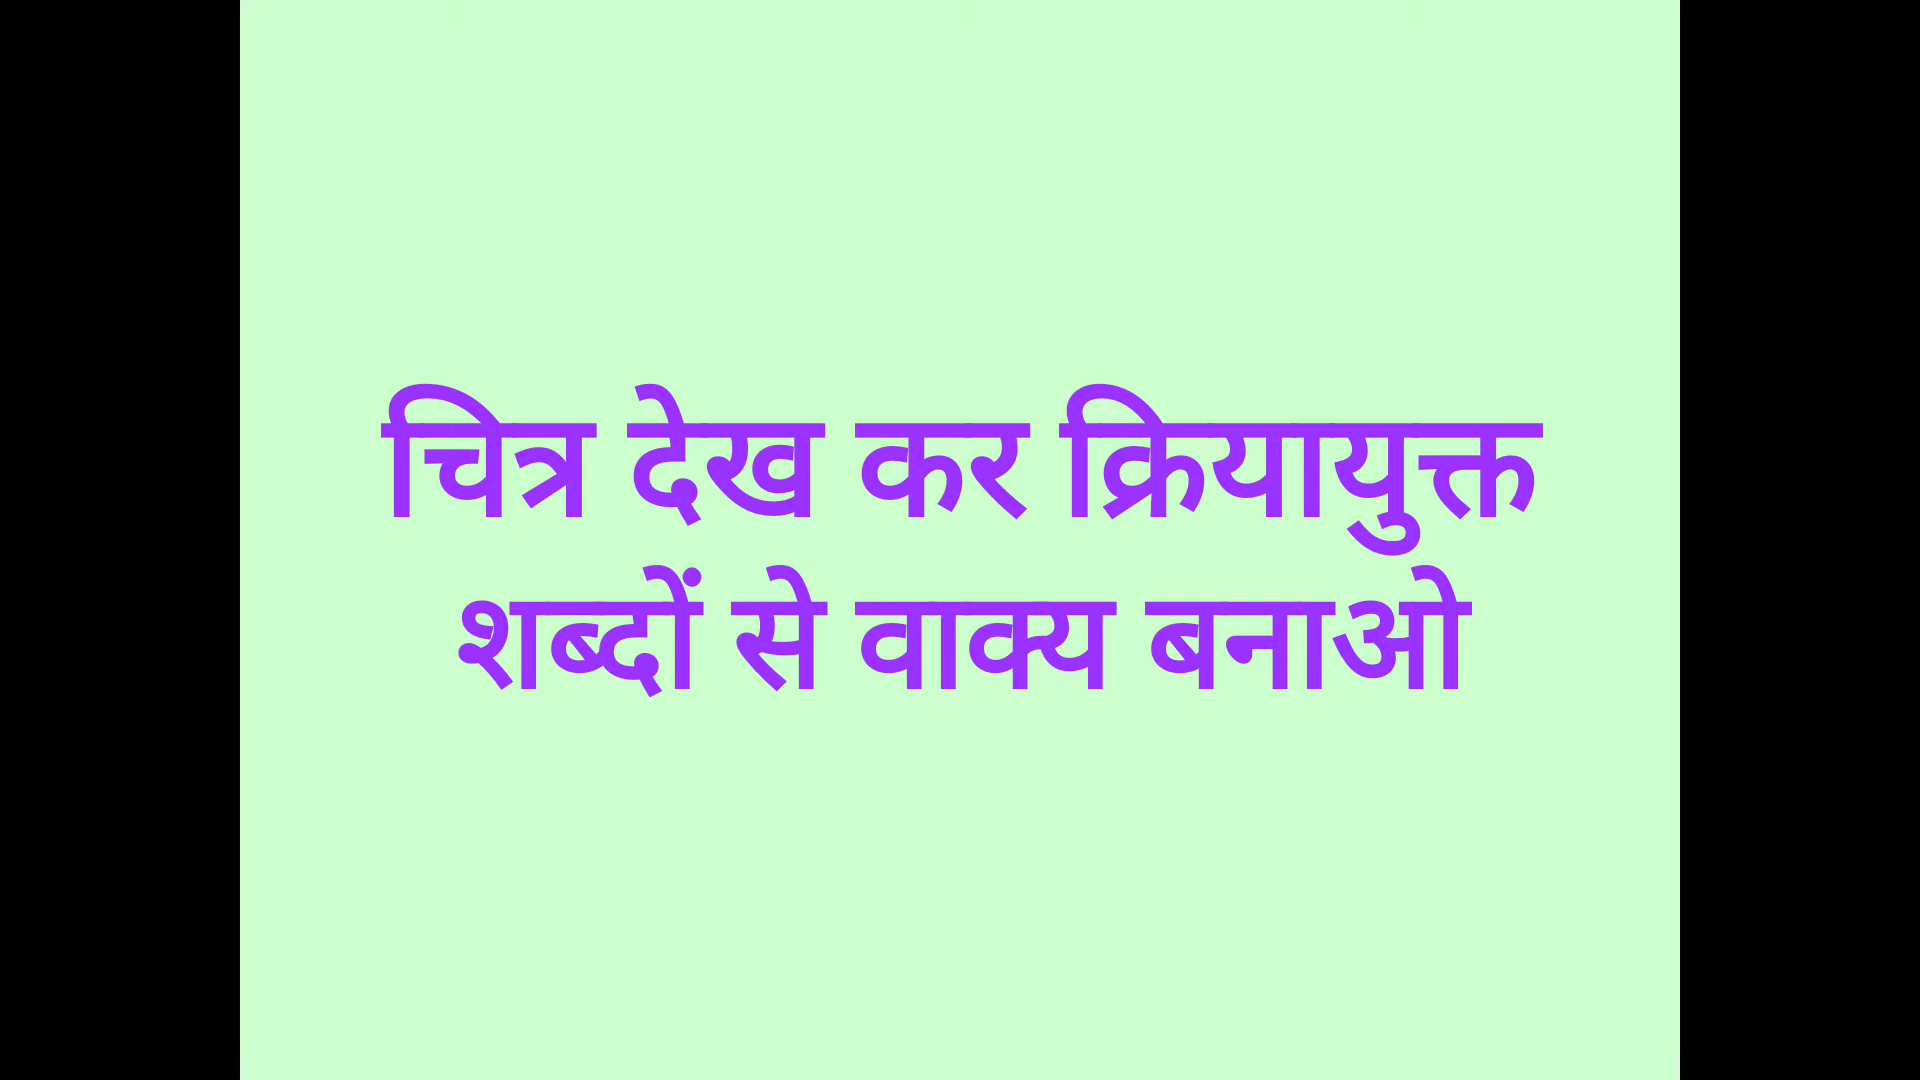 चित्र देख कर क्रियायुक्त
शब्दों से वाक्य बनाओ